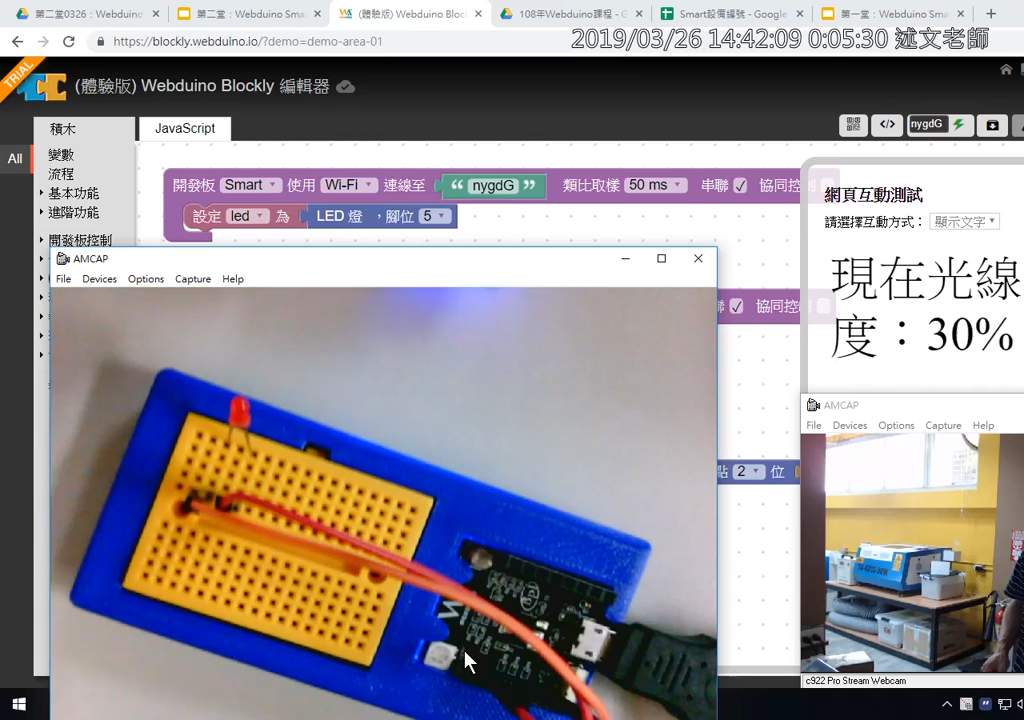 第二堂0326：Webduino
第二堂：Webduino Sma
(體驗版) Webduino Bloc
108年Webduino課程 - G
Smart設備編號 - Google
第一堂：Webduino Sma
https://blockly.webduino.io/?demo=demo-area-01
2019/03/26 14:42:09 0:05:30 述文老師
TRIAL
(體驗版) Webduino Blockly 編輯器
積木
JavaScript
nygdG
All
變數
流程
基本功能
進階功能
開發板控制
開發板 Smart 使用 Wi-Fi 連線至 “ nygdG ” 類比取樣 50 ms 串聯 協同控
設定 led 為 LED 燈 ，腳位 5
網頁互動測試
請選擇互動方式： 顯示文字
現在光線
度：30%
聯 協同控
點 2 位
AMCAP
File Devices Options Capture Help
AMCAP
File Devices Options Capture Help
c922 Pro Stream Webcam